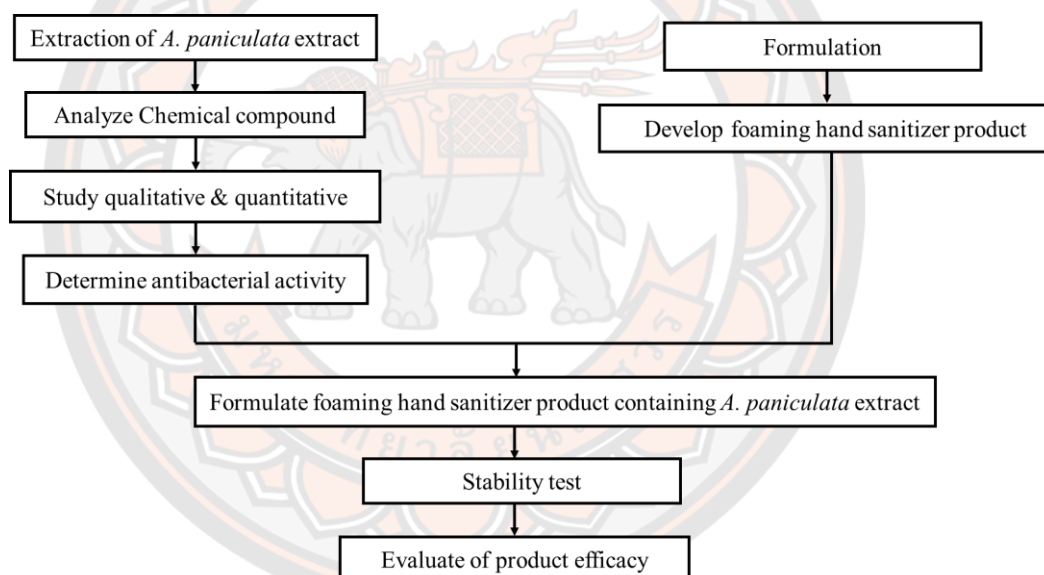 Extraction of A. paniculata extract
Analyze Chemical compound
Study qualitative & quantitative
Determine antibacterial activity
Formulation
Develop foaming hand sanitizer product
Formulate foaming hand sanitizer product containing A. paniculata extract
Stability test
Evaluate of product efficacy